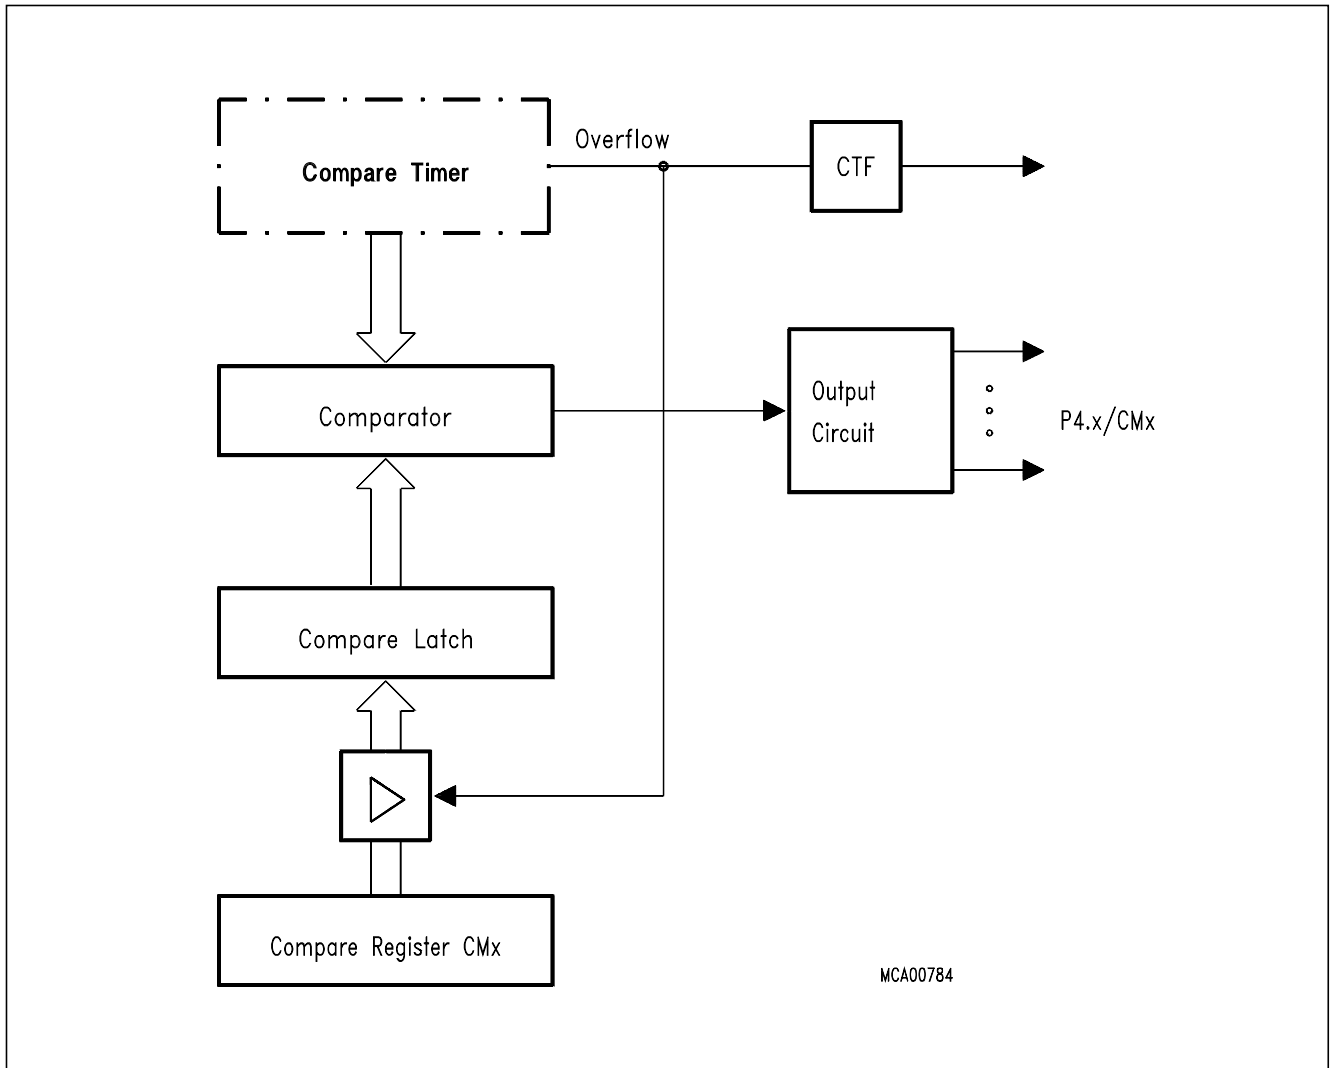 Overflow
Compare Timer
CTF
Comparator
Output
Circuit
P4.x/CMx
Compare Latch
Compare Register CMx
MCA00784